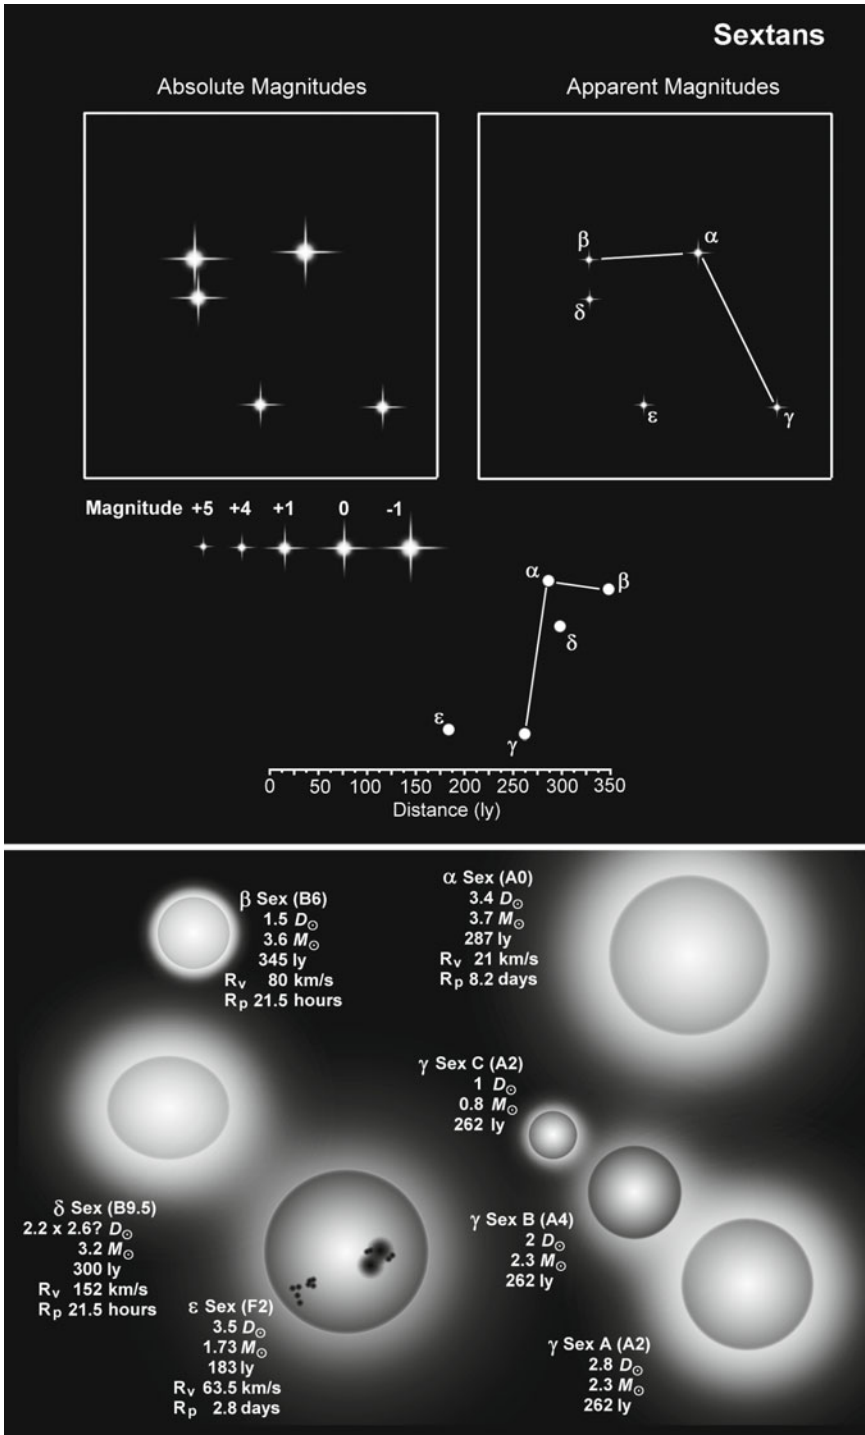 Sextans
Absolute Magnitudes
Apparent Magnitudes
β
α
δ
ε
γ
Magnitude +5 +4 +1 0 -1
α
β
δ
ε
γ
0 50 100 150 200 250 300 350
Distance (ly)
β Sex (B6)
1.5 D⊙
3.6 M⊙
345 ly
Rv 80 km/s
Rp 21.5 hours
α Sex (A0)
3.4 D⊙
3.7 M⊙
287 ly
Rv 21 km/s
Rp 8.2 days
γ Sex C (A2)
1 D⊙
0.8 M⊙
262 ly
δ Sex (B9.5)
2.2 x 2.6? D⊙
3.2 M⊙
300 ly
Rv 152 km/s
Rp 21.5 hours
γ Sex B (A4)
2 D⊙
2.3 M⊙
262 ly
ε Sex (F2)
3.5 D⊙
1.73 M⊙
183 ly
Rv 63.5 km/s
Rp 2.8 days
γ Sex A (A2)
2.8 D⊙
2.3 M⊙
262 ly